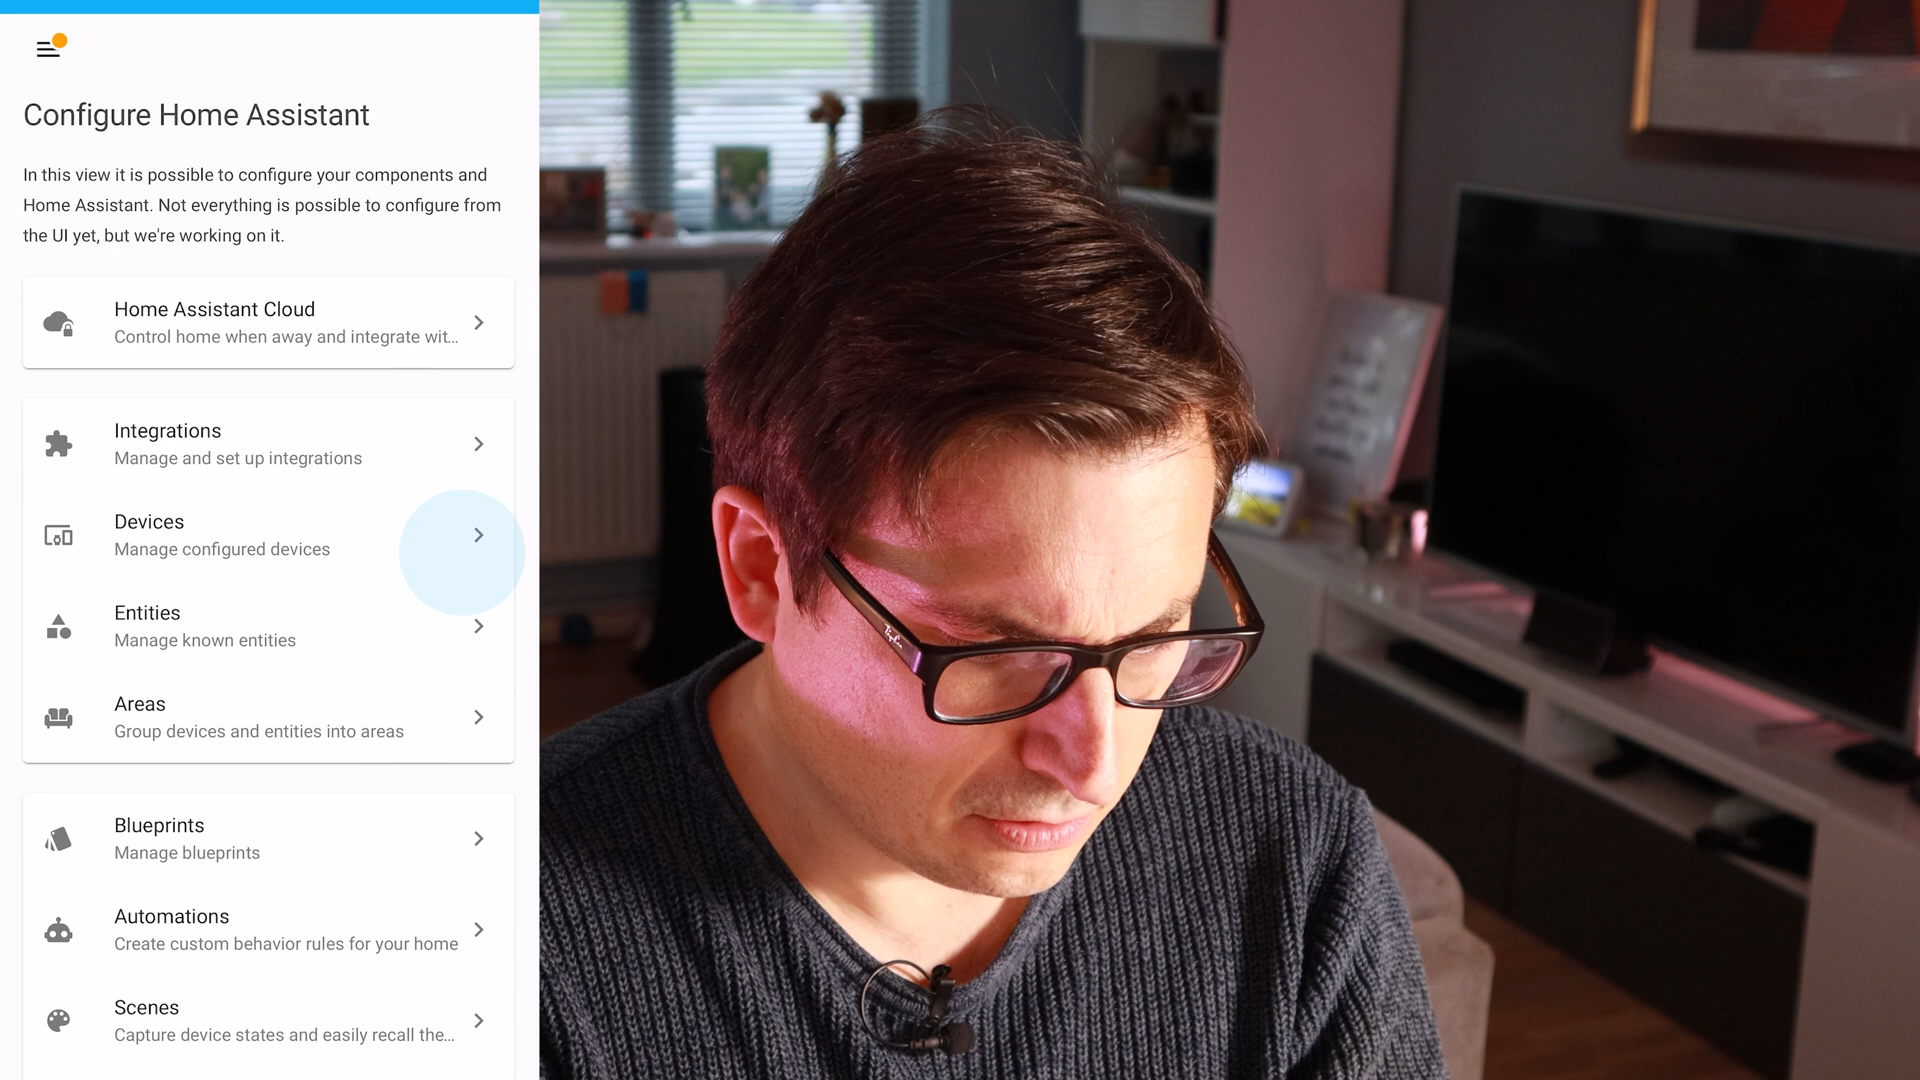 Configure Home Assistant
In this view it is possible to configure your components and
Home Assistant. Not everything is possible to configure from
the UI yet, but we're working on it.
Home Assistant Cloud
Control home when away and integrate wit...
Integrations
Manage and set up integrations
Devices
Manage configured devices
Entities
Manage known entities
Areas
Group devices and entities into areas
Blueprints
Manage blueprints
Automations
Create custom behavior rules for your home
Scenes
Capture device states and easily recall the...
Ray-Ban